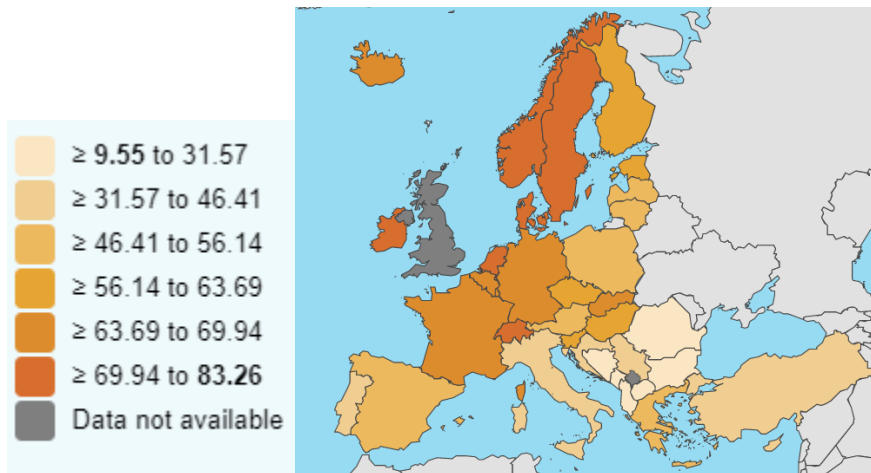 ≥ 9.55 to 31.57
≥ 31.57 to 46.41
≥ 46.41 to 56.14
≥ 56.14 to 63.69
≥ 63.69 to 69.94
≥ 69.94 to 83.26
Data not available